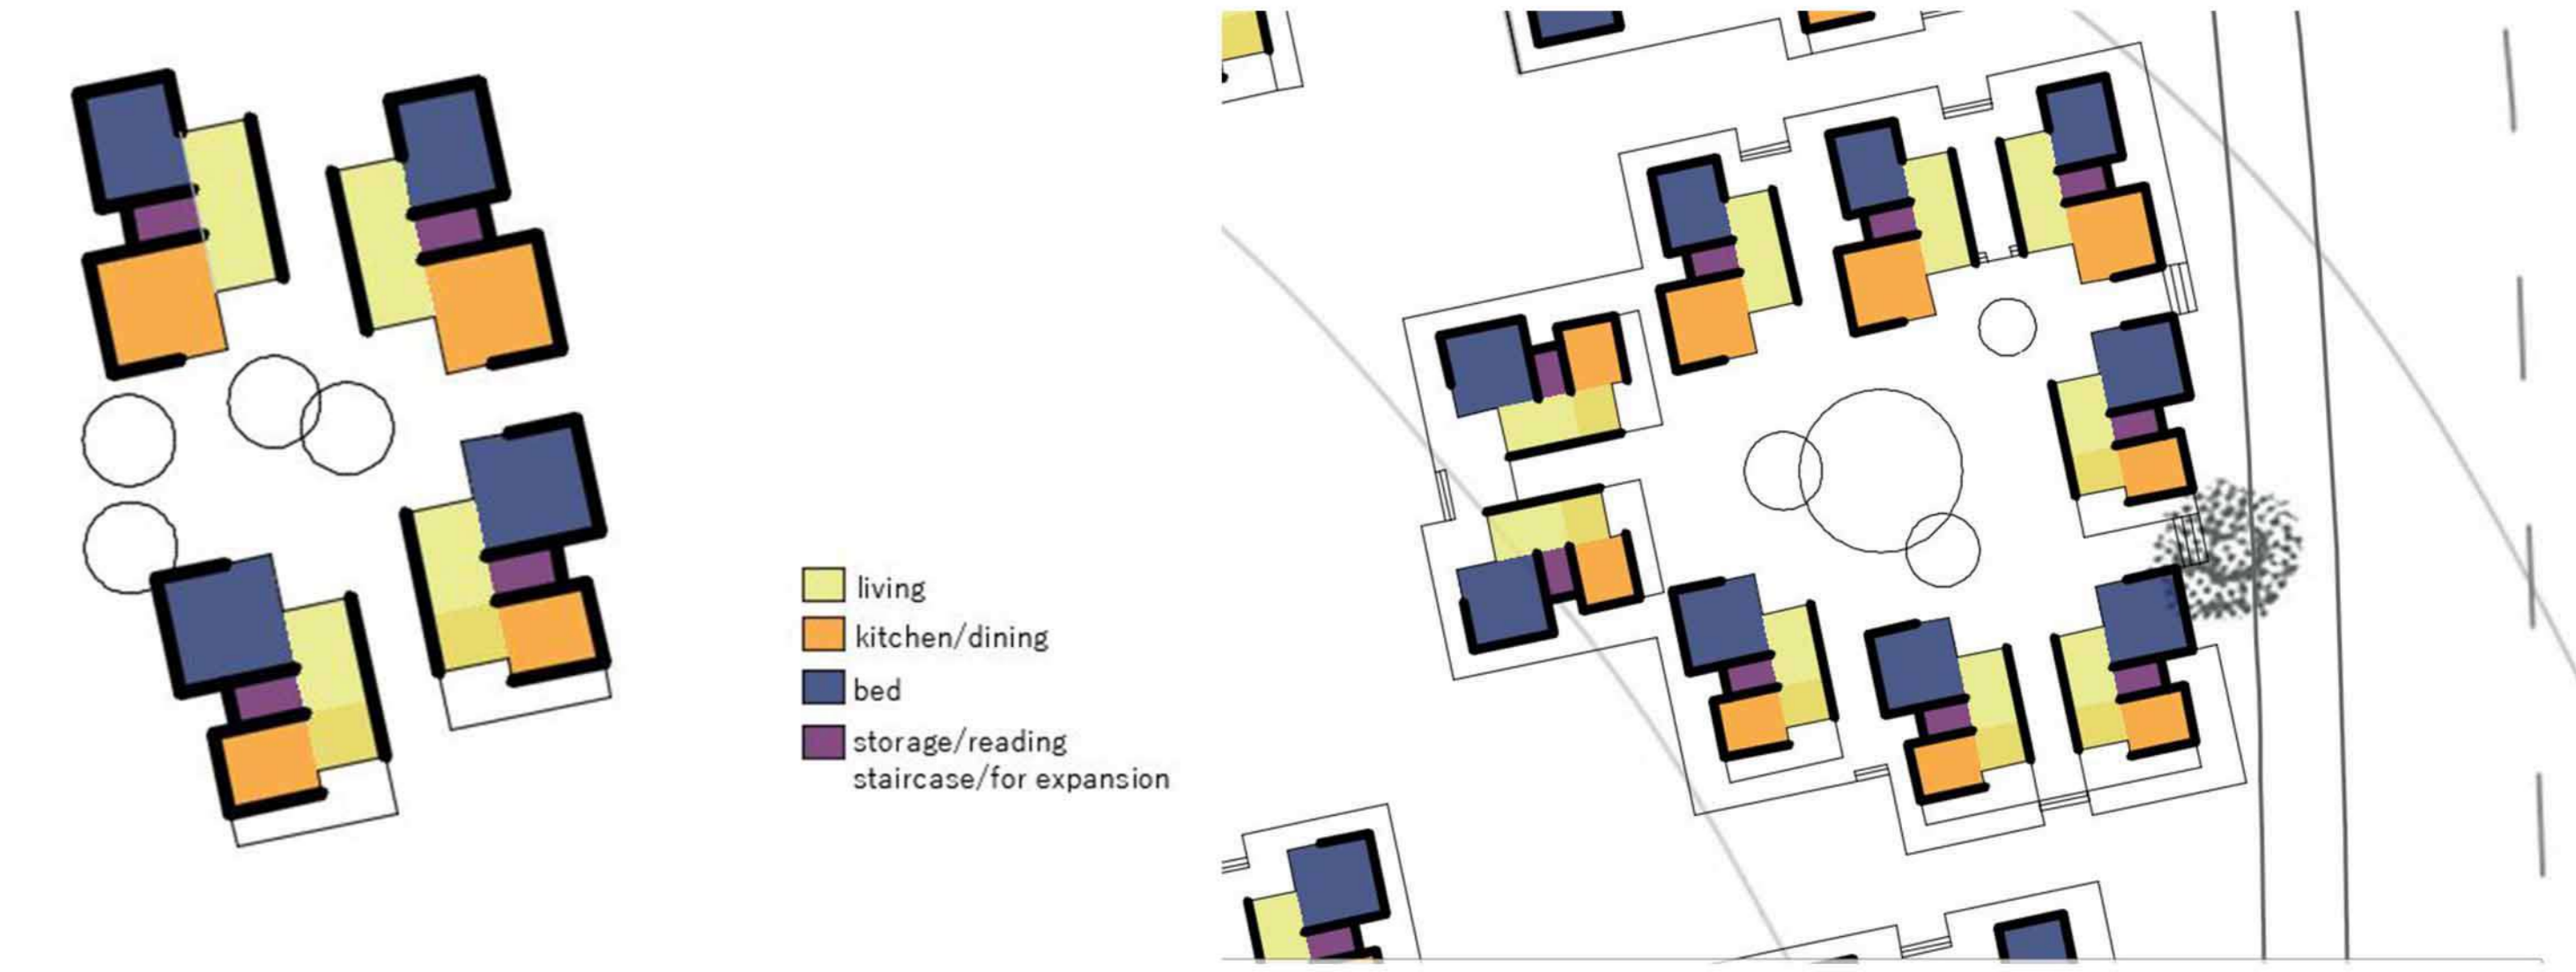 living
kitchen/dining
bed
storage/reading
staircase/for expansion